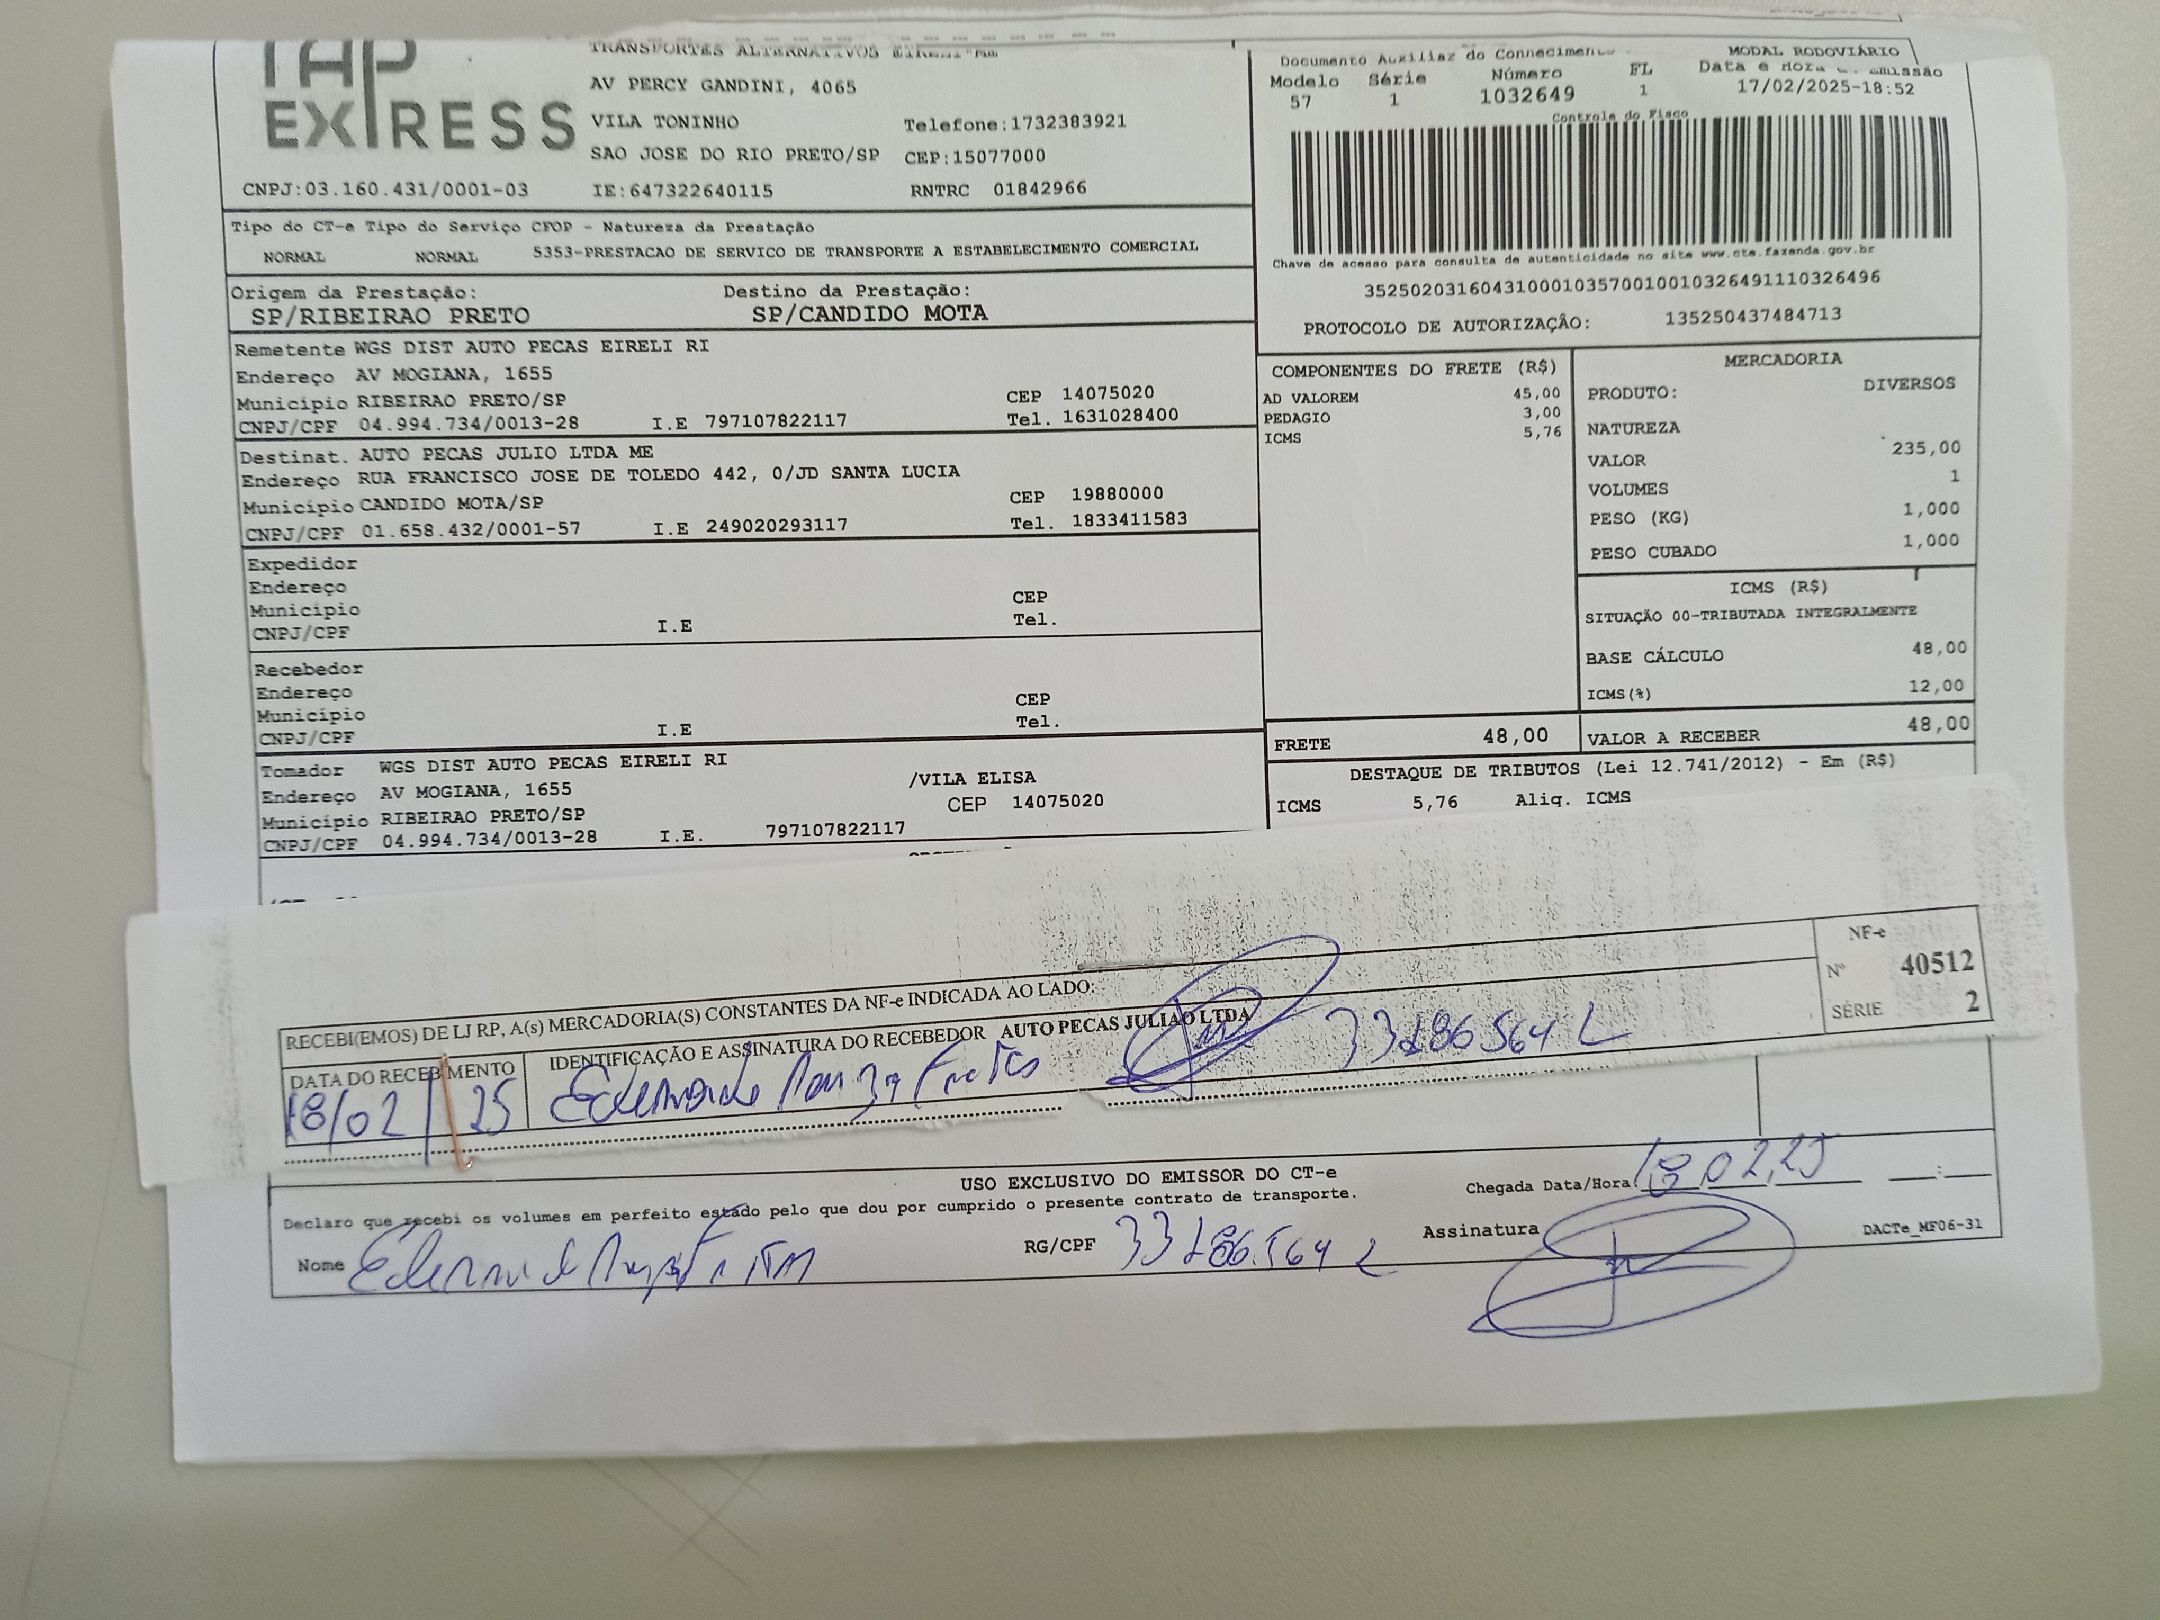 TAP
EXPRESS
TRANSPORTES ALTERNATIVOS EIRELI
AV PERCY GANDINI, 4065
VILA TONINHO Telefone:1732383921
SAO JOSE DO RIO PRETO/SP CEP:15077000
CNPJ:03.160.431/0001-03 IE:647322640115 RNTRC 01842966
Documento Auxiliar do Conhecimento MODAL RODOVIÁRIO
Modelo Série Número FL Data e Hora Emissão
57 1 1032649 1 17/02/2025-18:52
Controle do Fisco
Chave de acesso para consulta de autenticidade no site www.cte.fazenda.gov.br
35250203160431000103570010010326491110326496
PROTOCOLO DE AUTORIZAÇÂO: 135250437484713
Tipo do CT-e Tipo do Serviço CFOP - Natureza da Prestação
NORMAL NORMAL 5353-PRESTACAO DE SERVICO DE TRANSPORTE A ESTABELECIMENTO COMERCIAL
Origem da Prestação: Destino da Prestação:
SP/RIBEIRAO PRETO SP/CANDIDO MOTA
Remetente WGS DIST AUTO PECAS EIRELI RI
Endereço AV MOGIANA, 1655
Município RIBEIRAO PRETO/SP CEP 14075020
CNPJ/CPF 04.994.734/0013-28 I.E 797107822117 Tel. 1631028400
Destinat. AUTO PECAS JULIO LTDA ME
Endereço RUA FRANCISCO JOSE DE TOLEDO 442, 0/JD SANTA LUCIA
Município CANDIDO MOTA/SP CEP 19880000
CNPJ/CPF 01.658.432/0001-57 I.E 249020293117 Tel. 1833411583
Expedidor
Endereço
Município CEP
CNPJ/CPF I.E Tel.
Recebedor
Endereço
Município CEP
CNPJ/CPF I.E Tel.
Tomador WGS DIST AUTO PECAS EIRELI RI
Endereço AV MOGIANA, 1655 /VILA ELISA
Município RIBEIRAO PRETO/SP CEP 14075020
CNPJ/CPF 04.994.734/0013-28 I.E. 797107822117
COMPONENTES DO FRETE (R$)
AD VALOREM 45,00
PEDAGIO 3,00
ICMS 5,76
MERCADORIA
PRODUTO: DIVERSOS
NATUREZA
VALOR 235,00
VOLUMES 1
PESO (KG) 1,000
PESO CUBADO 1,000
ICMS (R$)
SITUAÇÃO 00-TRIBUTADA INTEGRALMENTE
BASE CÁLCULO 48,00
ICMS(%) 12,00
FRETE 48,00 VALOR A RECEBER 48,00
DESTAQUE DE TRIBUTOS (Lei 12.741/2012) - Em (R$)
ICMS 5,76 Aliq. ICMS
RECEBI(EMOS) DE LJ RP, A(s) MERCADORIA(S) CONSTANTES DA NF-e INDICADA AO LADO:
DATA DO RECEBIMENTO IDENTIFICAÇÃO E ASSINATURA DO RECEBEDOR AUTO PECAS JULIAO LTDA
18/02/25
NF-e
Nº 40512
SÉRIE 2
USO EXCLUSIVO DO EMISSOR DO CT-e
Declaro que recebi os volumes em perfeito estado pelo que dou por cumprido o presente contrato de transporte.
Chegada Data/Hora 18.02.25
Nome RG/CPF Assinatura
DACTe_MF06-31